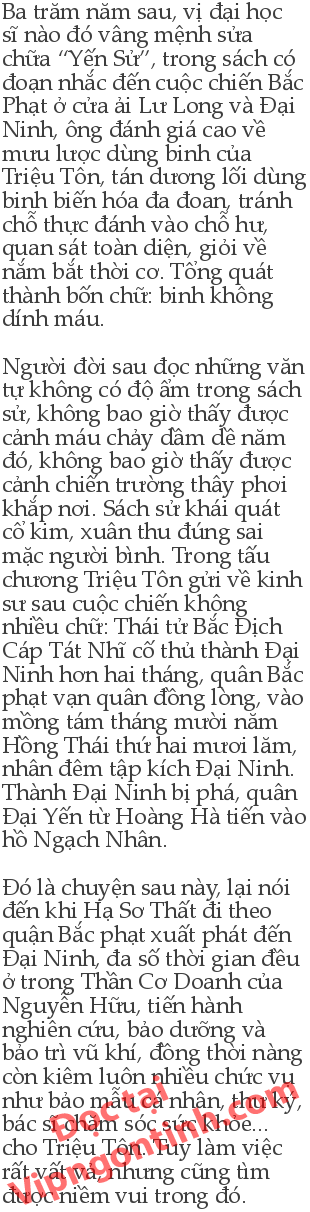 Ba trăm năm sau, vị đại học
sĩ nào đó vâng mệnh sửa
chữa “Yến Sử”, trong sách có
đoạn nhắc đến cuộc chiến Bắc
Phạt ở cửa ải Lư Long và Đại
Ninh, ông đánh giá cao về
mưu lược dùng binh của
Triệu Tôn, tán dương lối dùng
binh biến hóa đa đoan, tránh
chỗ thực đánh vào chỗ hư,
quan sát toàn diện, giỏi về
nắm bắt thời cơ. Tổng quát
thành bốn chữ: binh không
dính máu.
Người đời sau đọc những văn
tự không có độ ẩm trong sách
sử, không bao giờ thấy được
cảnh máu chảy đầm dề năm
đó, không bao giờ thấy được
cảnh chiến trường thây phơi
khắp nơi. Sách sử khái quát
cổ kim, xuân thu đúng sai
mặc người bình. Trong tấu
chương Triệu Tôn gửi về kinh
sư sau cuộc chiến không
nhiều chữ: Thái tử Bắc Địch
Cáp Tát Nhĩ cố thủ thành Đại
Ninh hơn hai tháng, quân Bắc
phạt vạn quân đồng lòng, vào
mồng tám tháng mười năm
Hồng Thái thứ hai mươi lăm,
nhân đêm tập kích Đại Ninh.
Thành Đại Ninh bị phá, quân
Đại Yến từ Hoàng Hà tiến vào
hồ Ngạch Nhân.
Đó là chuyện sau này, lại nói
đến khi Hạ Sơ Thất đi theo
quân Bắc phạt xuất phát đến
Đại Ninh, đa số thời gian đều
ở trong Thần Cơ Doanh của
Nguyễn Hữu, tiến hành
nghiên cứu, bảo dưỡng và
bảo trì vũ khí, đồng thời nàng
còn kiêm luôn nhiều chức vụ
như bảo mẫu cá nhân, thư ký,
bác sĩ chăm sóc sức khỏe...
cho Triệu Tôn. Tuy làm việc
rất vất vả, nhưng cũng tìm
được niềm vui trong đó.
Đọc tại
Vipngontinh.com